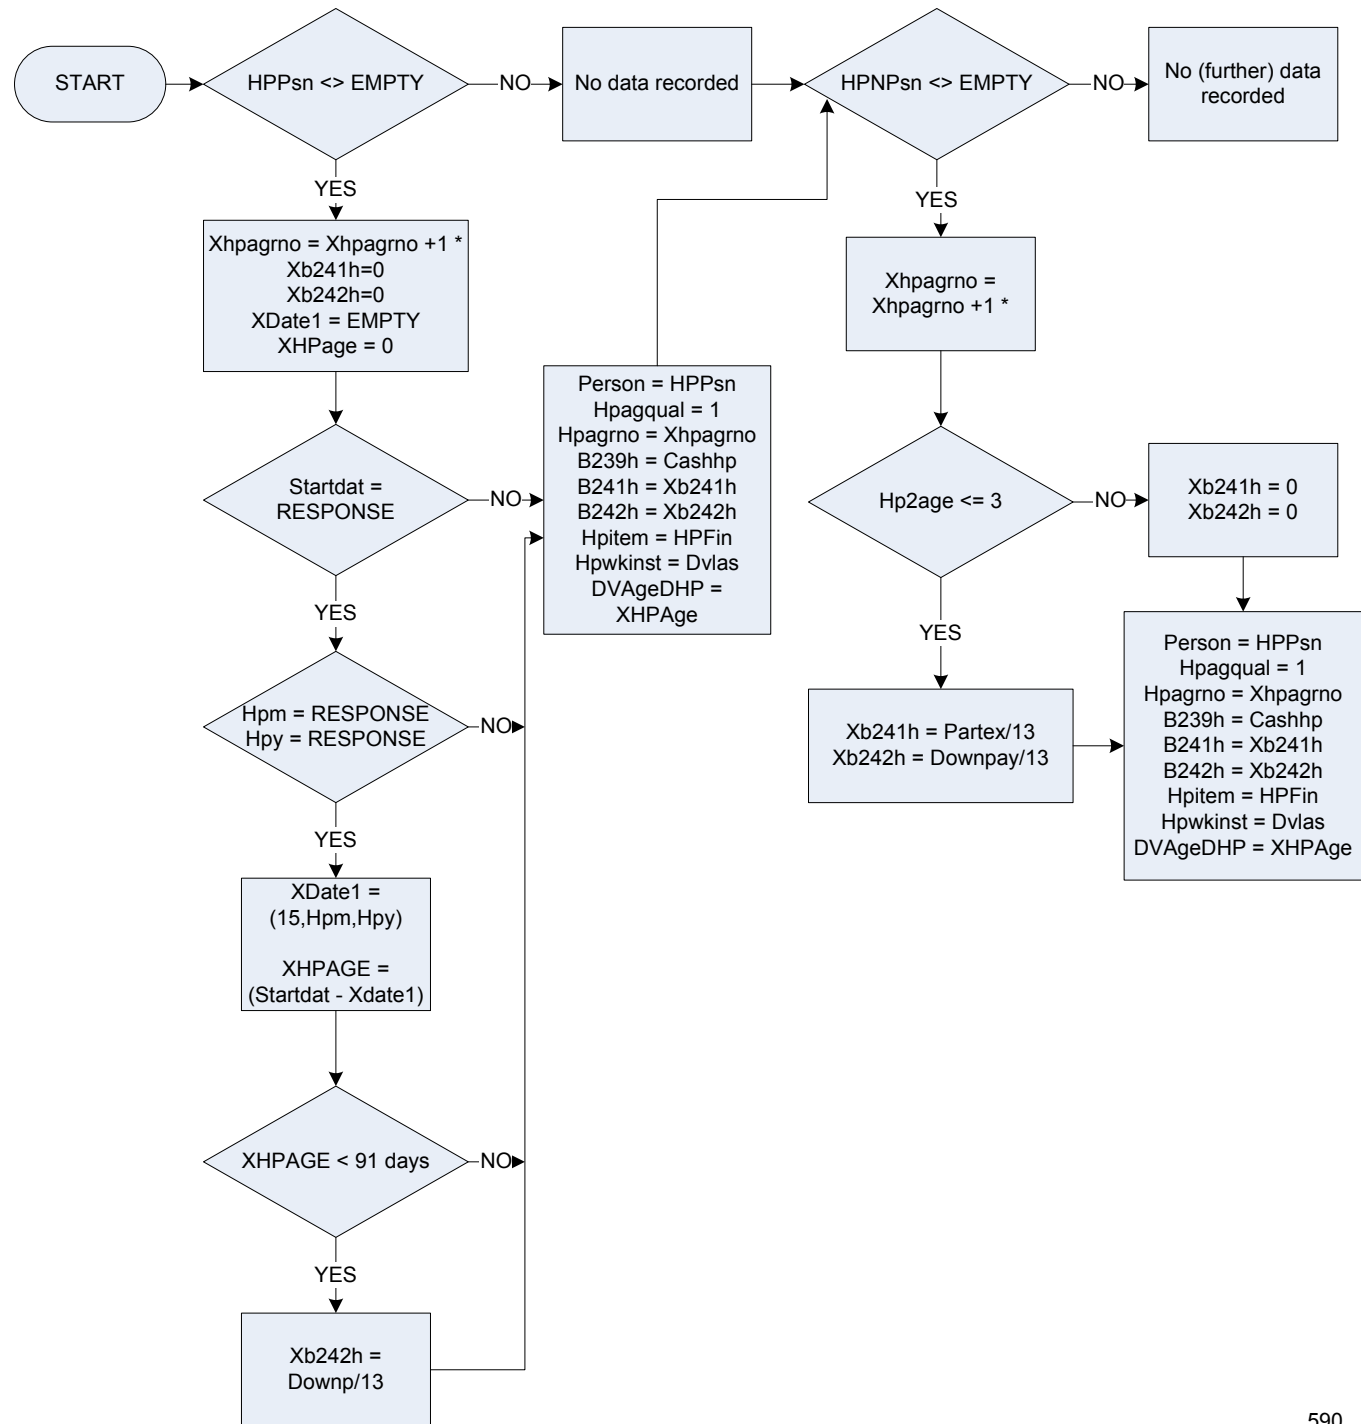 START
HPPsn <> EMPTY
NO
No data recorded
HPNPsn <> EMPTY
NO
No (further) data
recorded
YES
Xhpagrno = Xhpagrno +1 *
Xb241h=0
Xb242h=0
XDate1 = EMPTY
XHPage = 0
Startdat =
RESPONSE
NO
YES
Hpm = RESPONSE
Hpy = RESPONSE
NO
YES
XDate1 =
(15,Hpm,Hpy)
XHPAGE =
(Startdat - Xdate1)
XHPAGE < 91 days
NO
YES
Xb242h =
Downp/13
Person = HPPsn
Hpagqual = 1
Hpagrno = Xhpagrno
B239h = Cashhp
B241h = Xb241h
B242h = Xb242h
Hpitem = HPFin
Hpwkinst = Dvlas
DVAgeDHP =
XHPAge
YES
Xhpagrno =
Xhpagrno +1 *
Hp2age <= 3
NO
Xb241h = 0
Xb242h = 0
YES
Xb241h = Partex/13
Xb242h = Downpay/13
Person = HPPsn
Hpagqual = 1
Hpagrno = Xhpagrno
B239h = Cashhp
B241h = Xb241h
B242h = Xb242h
Hpitem = HPFin
Hpwkinst = Dvlas
DVAgeDHP = XHPAge
590